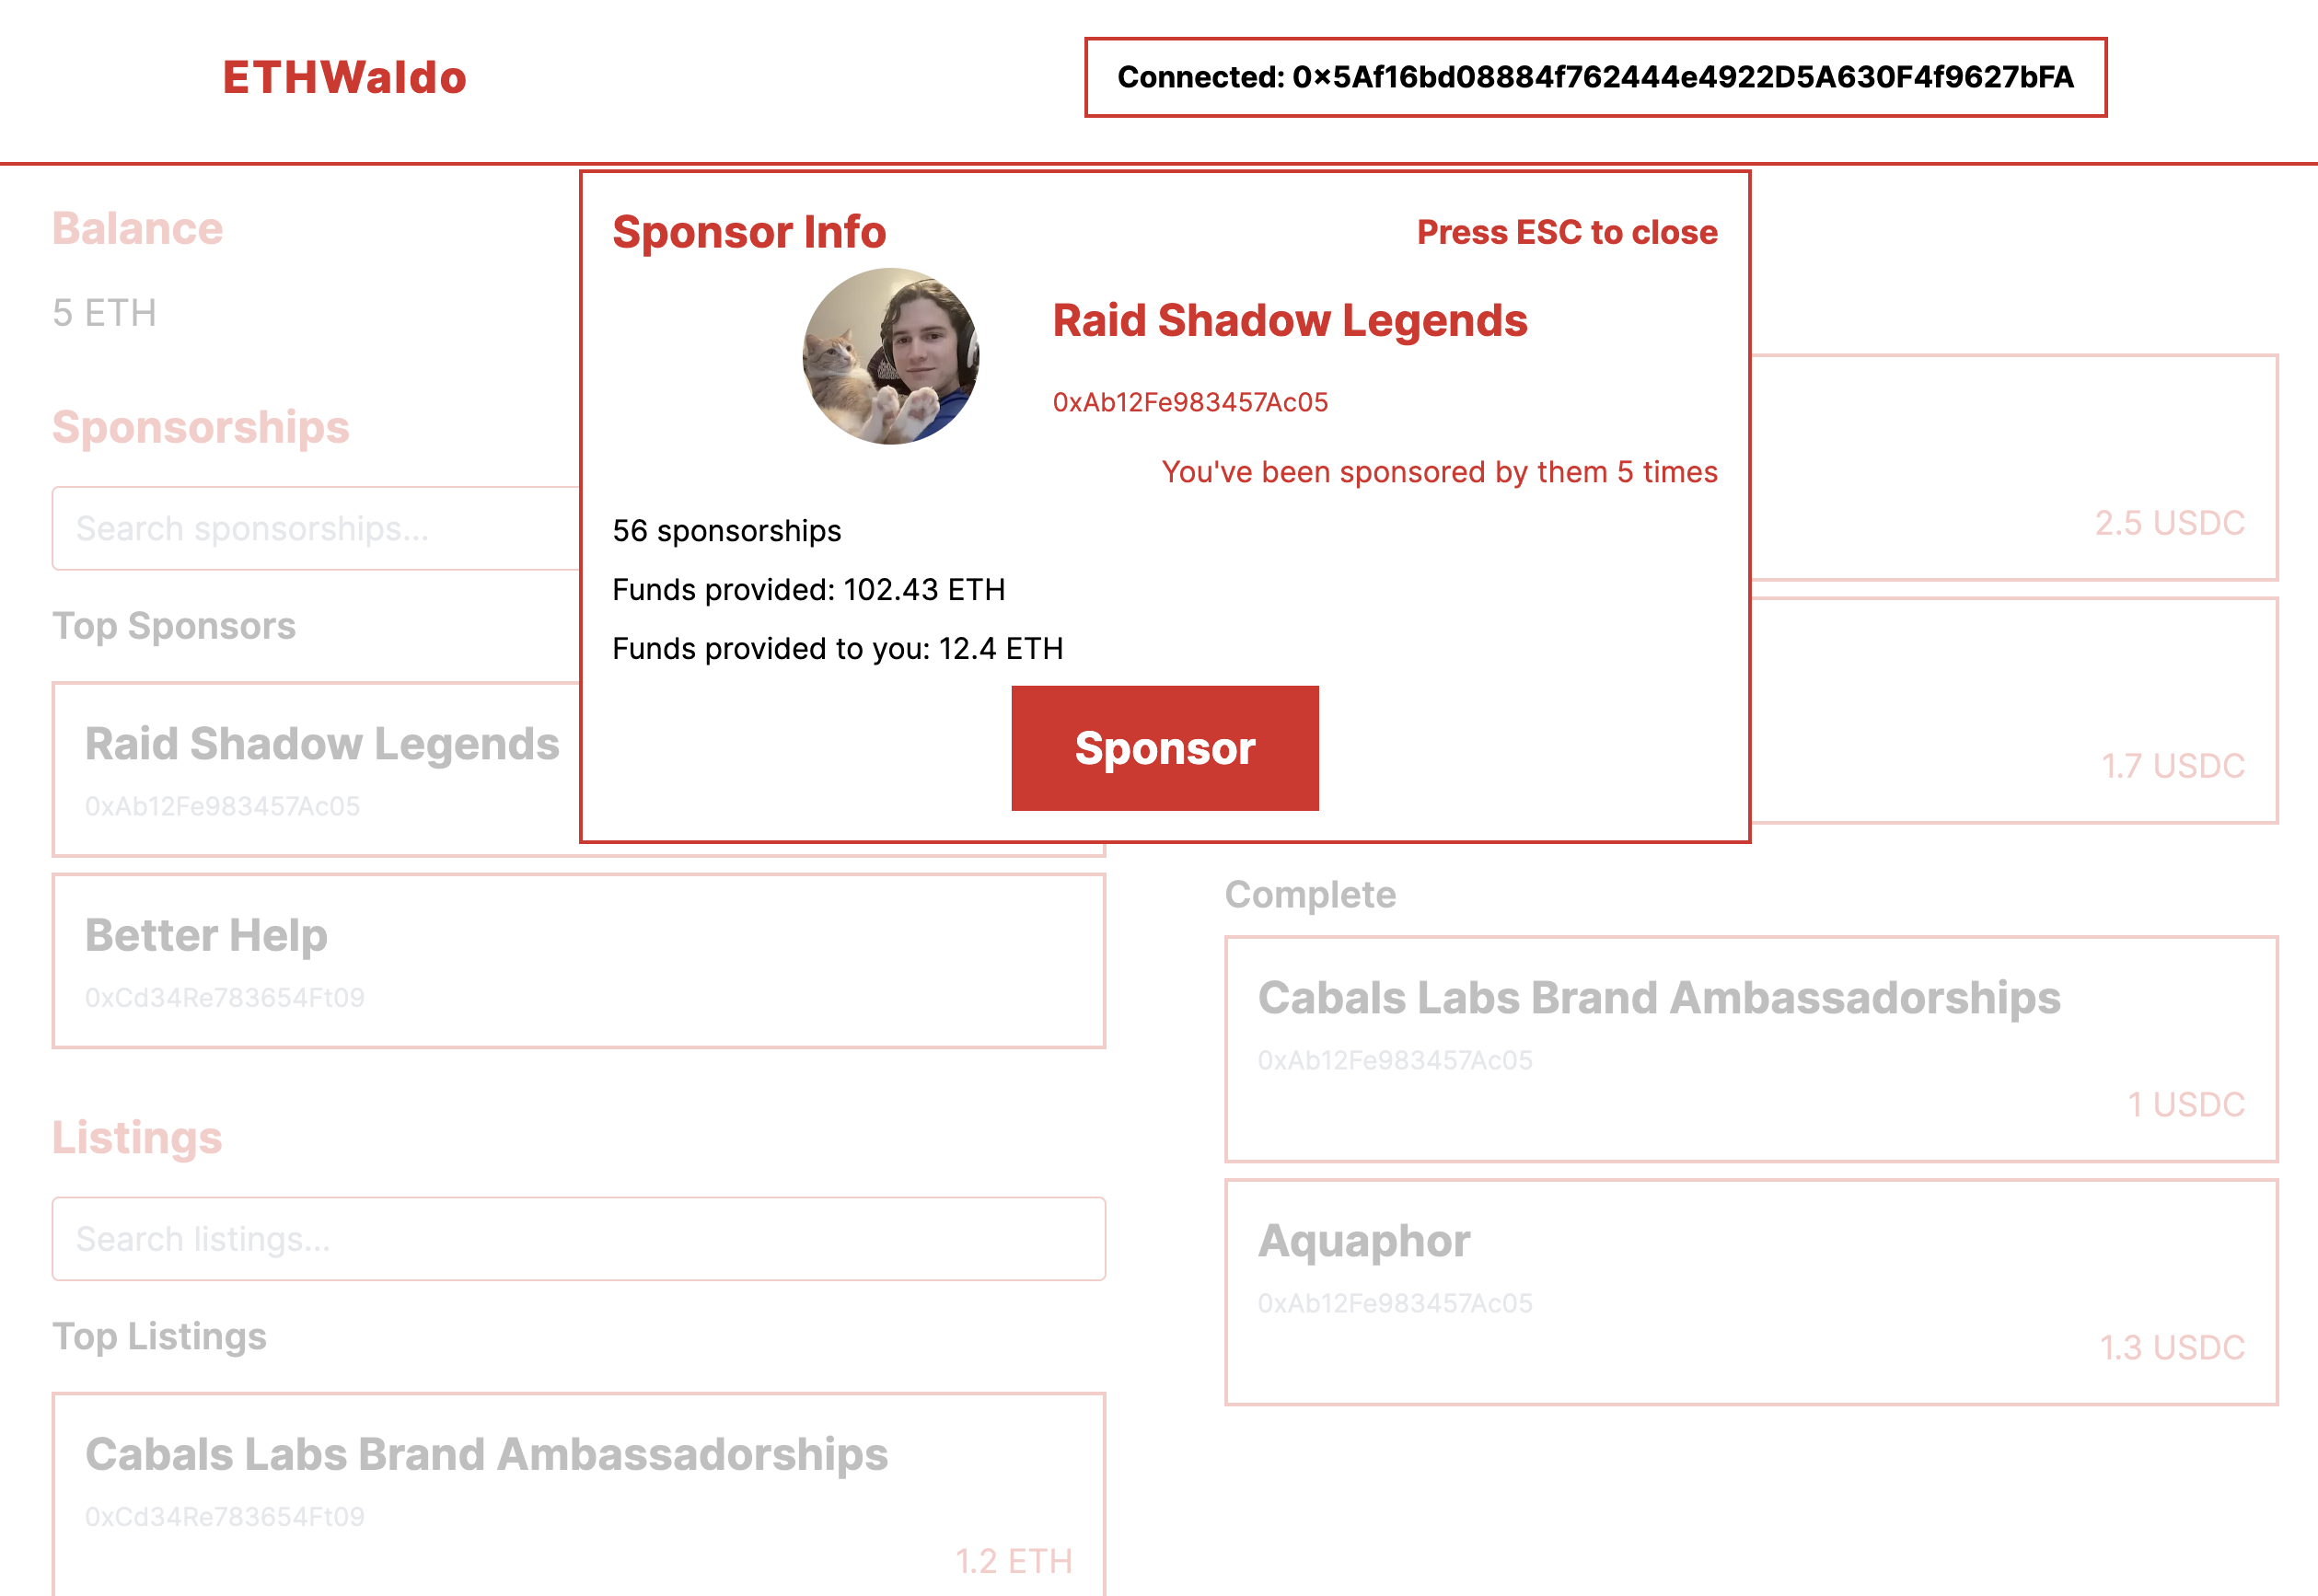 ETHWaldo
Connected: 0×5Af16bd08884f762444e4922D5A630F4f9627bFA
Sponsor Info
Press ESC to close
Raid Shadow Legends
0xAb12Fe983457Ac05
You've been sponsored by them 5 times
56 sponsorships
Funds provided: 102.43 ETH
Funds provided to you: 12.4 ETH
Sponsor
Balance
5 ETH
Sponsorships
Search sponsorships...
Top Sponsors
Raid Shadow Legends
0xAb12Fe983457Ac05
Better Help
0xCd34Re783654Ft09
Listings
Search listings...
Top Listings
Cabals Labs Brand Ambassadorships
0xCd34Re783654Ft09
1.2 ETH
2.5 USDC
1.7 USDC
Complete
Cabals Labs Brand Ambassadorships
0xAb12Fe983457Ac05
1 USDC
Aquaphor
0xAb12Fe983457Ac05
1.3 USDC